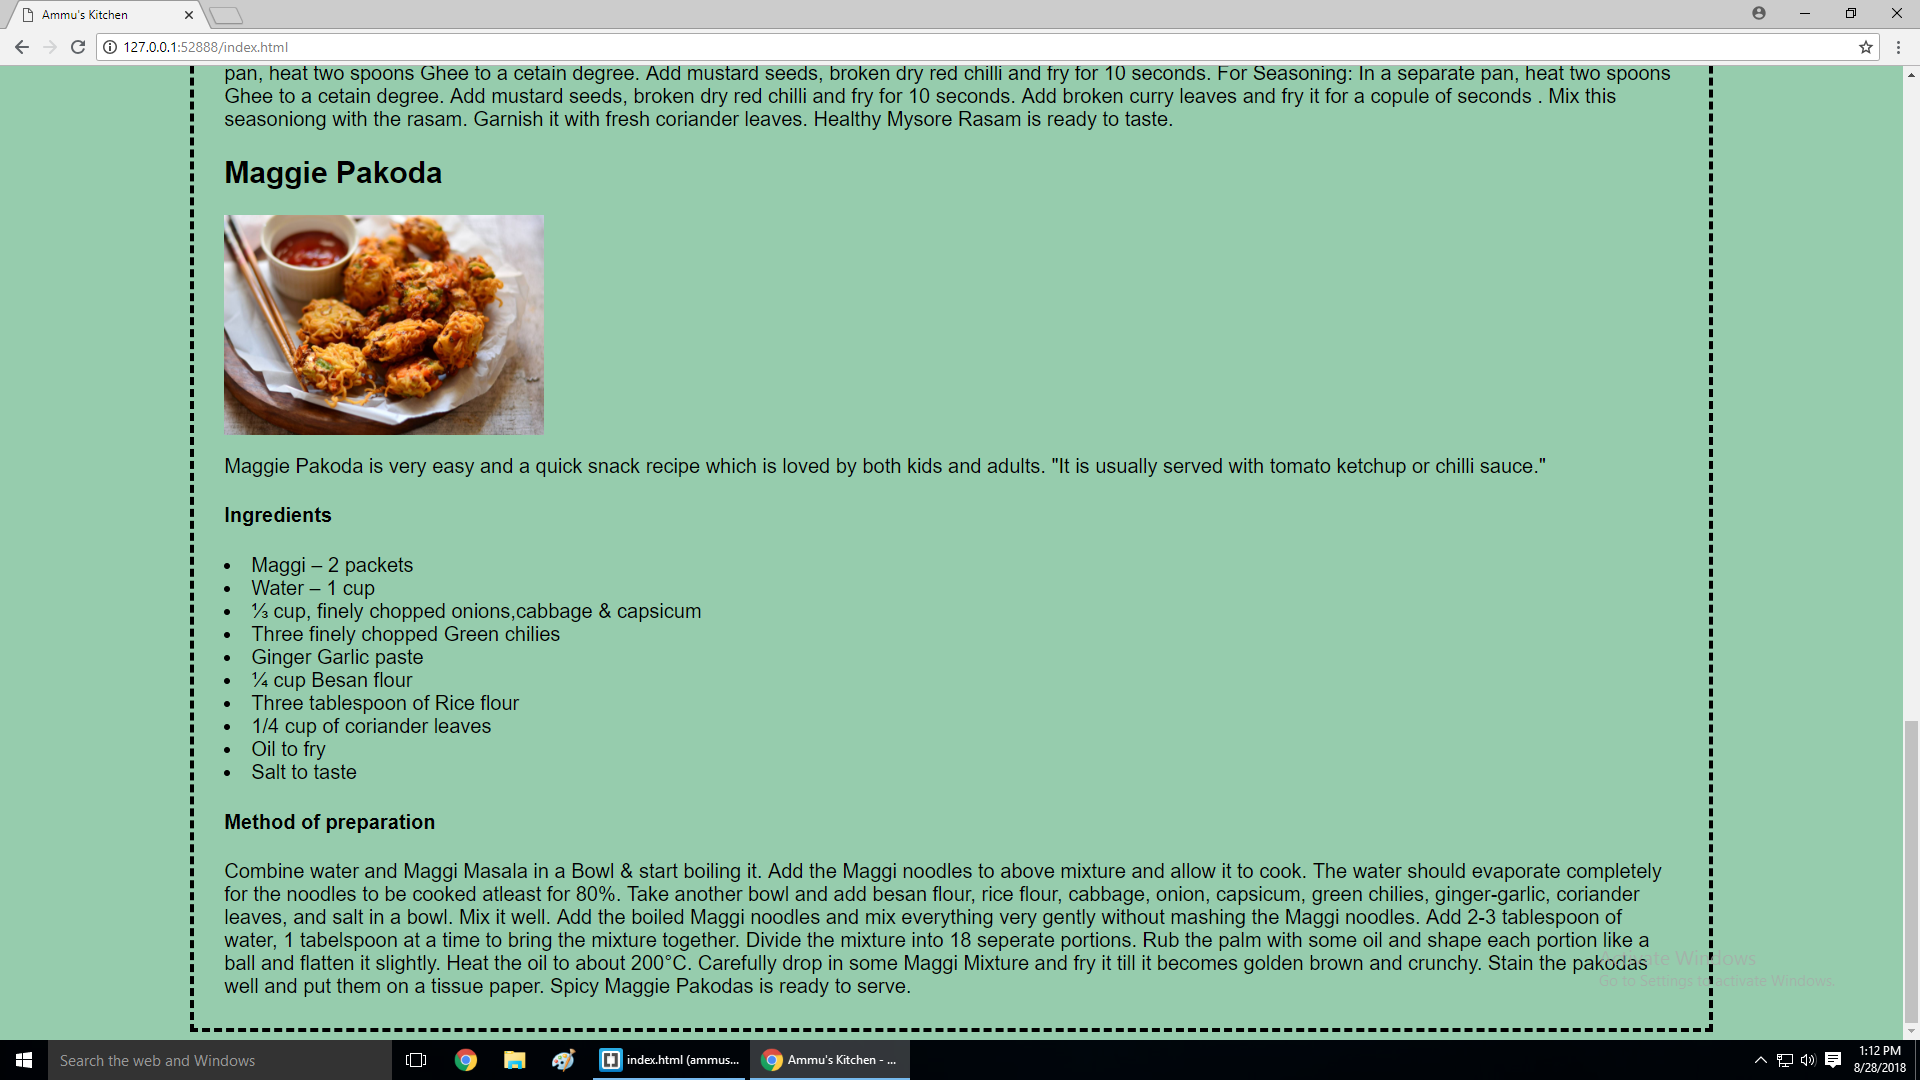 Ammu's Kitchen
127.0.0.1:52888/index.html
pan, heat two spoons Ghee to a cetain degree. Add mustard seeds, broken dry red chilli and fry for 10 seconds. For Seasoning: In a separate pan, heat two spoons
Ghee to a cetain degree. Add mustard seeds, broken dry red chilli and fry for 10 seconds. Add broken curry leaves and fry it for a copule of seconds . Mix this
seasoniong with the rasam. Garnish it with fresh coriander leaves. Healthy Mysore Rasam is ready to taste.
Maggie Pakoda
Maggie Pakoda is very easy and a quick snack recipe which is loved by both kids and adults. "It is usually served with tomato ketchup or chilli sauce."
Ingredients
• Maggi – 2 packets
• Water – 1 cup
• ⅓ cup, finely chopped onions,cabbage & capsicum
• Three finely chopped Green chilies
• Ginger Garlic paste
• ¼ cup Besan flour
• Three tablespoon of Rice flour
• 1/4 cup of coriander leaves
• Oil to fry
• Salt to taste
Method of preparation
Combine water and Maggi Masala in a Bowl & start boiling it. Add the Maggi noodles to above mixture and allow it to cook. The water should evaporate completely
for the noodles to be cooked atleast for 80%. Take another bowl and add besan flour, rice flour, cabbage, onion, capsicum, green chilies, ginger-garlic, coriander
leaves, and salt in a bowl. Mix it well. Add the boiled Maggi noodles and mix everything very gently without mashing the Maggi noodles. Add 2-3 tablespoon of
water, 1 tabelspoon at a time to bring the mixture together. Divide the mixture into 18 seperate portions. Rub the palm with some oil and shape each portion like a
ball and flatten it slightly. Heat the oil to about 200°C. Carefully drop in some Maggi Mixture and fry it till it becomes golden brown and crunchy. Stain the pakodas
well and put them on a tissue paper. Spicy Maggie Pakodas is ready to serve.
Activate Windows
Go to Settings to activate Windows.
Search the web and Windows
index.html (ammus...
Ammu's Kitchen - ...
1:12 PM
8/28/2018